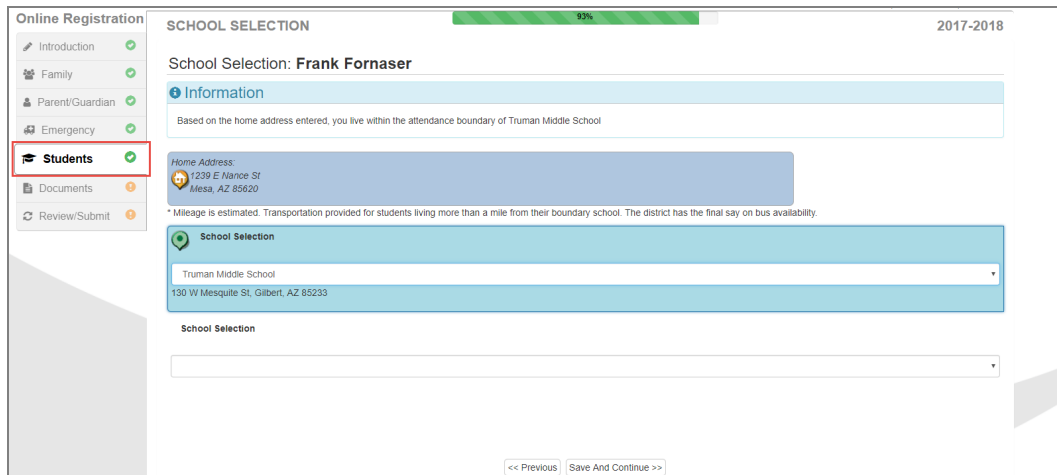 Online Registration
Introduction
Family
Parent/Guardian
Emergency
Students
Documents
Review/Submit
SCHOOL SELECTION
93%
2017-2018
School Selection: Frank Fornaser
Information
Based on the home address entered, you live within the attendance boundary of Truman Middle School
Home Address:
1239 E Nance St
Mesa, AZ 85620
* Mileage is estimated. Transportation provided for students living more than a mile from their boundary school. The district has the final say on bus availability.
School Selection
Truman Middle School
130 W Mesquite St, Gilbert, AZ 85233
School Selection
<< Previous
Save And Continue >>